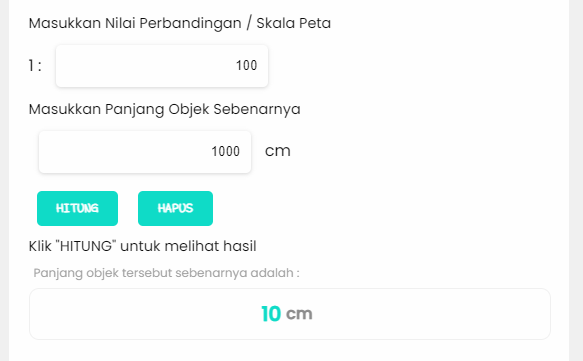 Masukkan Nilai Perbandingan / Skala Peta
1 : 100
Masukkan Panjang Objek Sebenarnya
1000 cm
HITUNG HAPUS
Klik "HITUNG" untuk melihat hasil
Panjang objek tersebut sebenarnya adalah :
10 cm